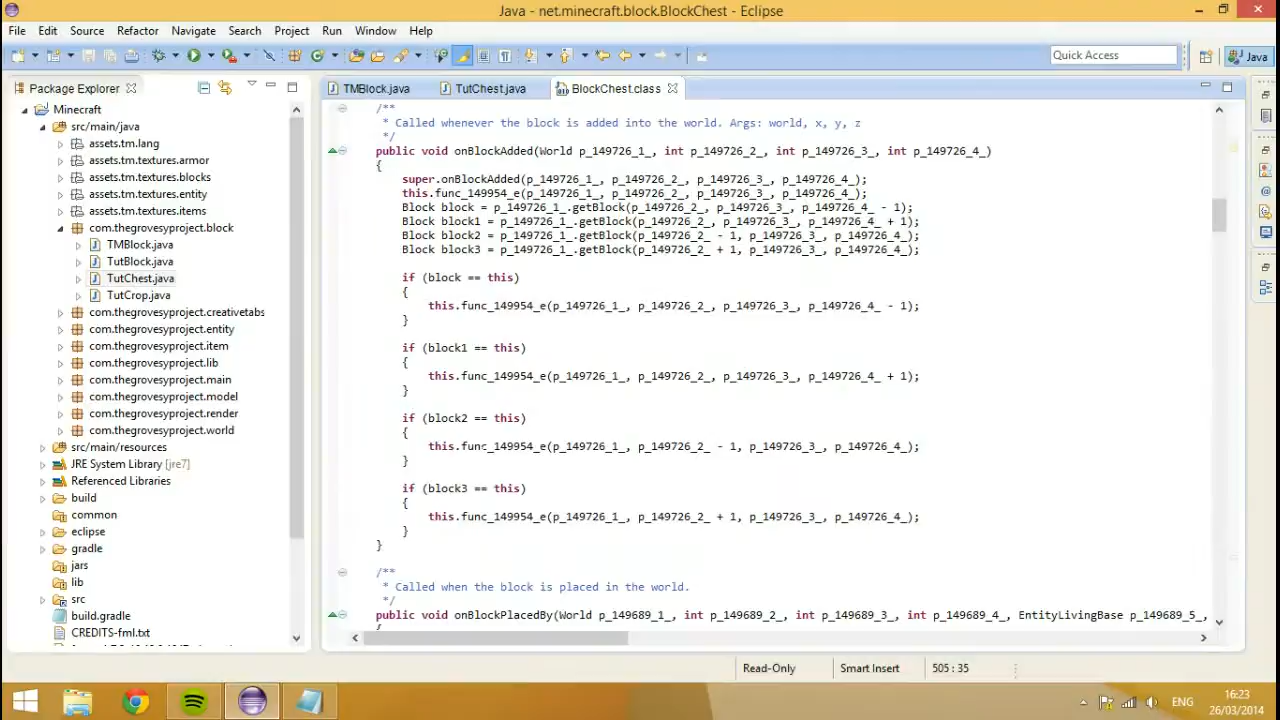 Java - net.minecraft.block.BlockChest - Eclipse
File Edit Source Refactor Navigate Search Project Run Window Help
Quick Access
Java
Package Explorer
TMBlock.java
TutChest.java
BlockChest.class
Minecraft
src/main/java
assets.tm.lang
assets.tm.textures.armor
assets.tm.textures.blocks
assets.tm.textures.entity
assets.tm.textures.items
com.thegrovesyproject.block
TMBlock.java
TutBlock.java
TutChest.java
TutCrop.java
com.thegrovesyproject.creativetabs
com.thegrovesyproject.entity
com.thegrovesyproject.item
com.thegrovesyproject.lib
com.thegrovesyproject.main
com.thegrovesyproject.model
com.thegrovesyproject.render
com.thegrovesyproject.world
src/main/resources
JRE System Library [jre7]
Referenced Libraries
build
common
eclipse
gradle
jars
lib
src
build.gradle
CREDITS-fml.txt
/**
* Called whenever the block is added into the world. Args: world, x, y, z
*/
public void onBlockAdded(World p_149726_1_, int p_149726_2_, int p_149726_3_, int p_149726_4_)
{
super.onBlockAdded(p_149726_1_, p_149726_2_, p_149726_3_, p_149726_4_);
this.func_149954_e(p_149726_1_, p_149726_2_, p_149726_3_, p_149726_4_);
Block block = p_149726_1_.getBlock(p_149726_2_, p_149726_3_, p_149726_4_ - 1);
Block block1 = p_149726_1_.getBlock(p_149726_2_, p_149726_3_, p_149726_4_ + 1);
Block block2 = p_149726_1_.getBlock(p_149726_2_ - 1, p_149726_3_, p_149726_4_);
Block block3 = p_149726_1_.getBlock(p_149726_2_ + 1, p_149726_3_, p_149726_4_);
if (block == this)
{
this.func_149954_e(p_149726_1_, p_149726_2_, p_149726_3_, p_149726_4_ - 1);
}
if (block1 == this)
{
this.func_149954_e(p_149726_1_, p_149726_2_, p_149726_3_, p_149726_4_ + 1);
}
if (block2 == this)
{
this.func_149954_e(p_149726_1_, p_149726_2_ - 1, p_149726_3_, p_149726_4_);
}
if (block3 == this)
{
this.func_149954_e(p_149726_1_, p_149726_2_ + 1, p_149726_3_, p_149726_4_);
}
}
/**
* Called when the block is placed in the world.
*/
public void onBlockPlacedBy(World p_149689_1_, int p_149689_2_, int p_149689_3_, int p_149689_4_, EntityLivingBase p_149689_5_,
{
Read-Only
Smart Insert
505 : 35
ENG
16:23
26/03/2014